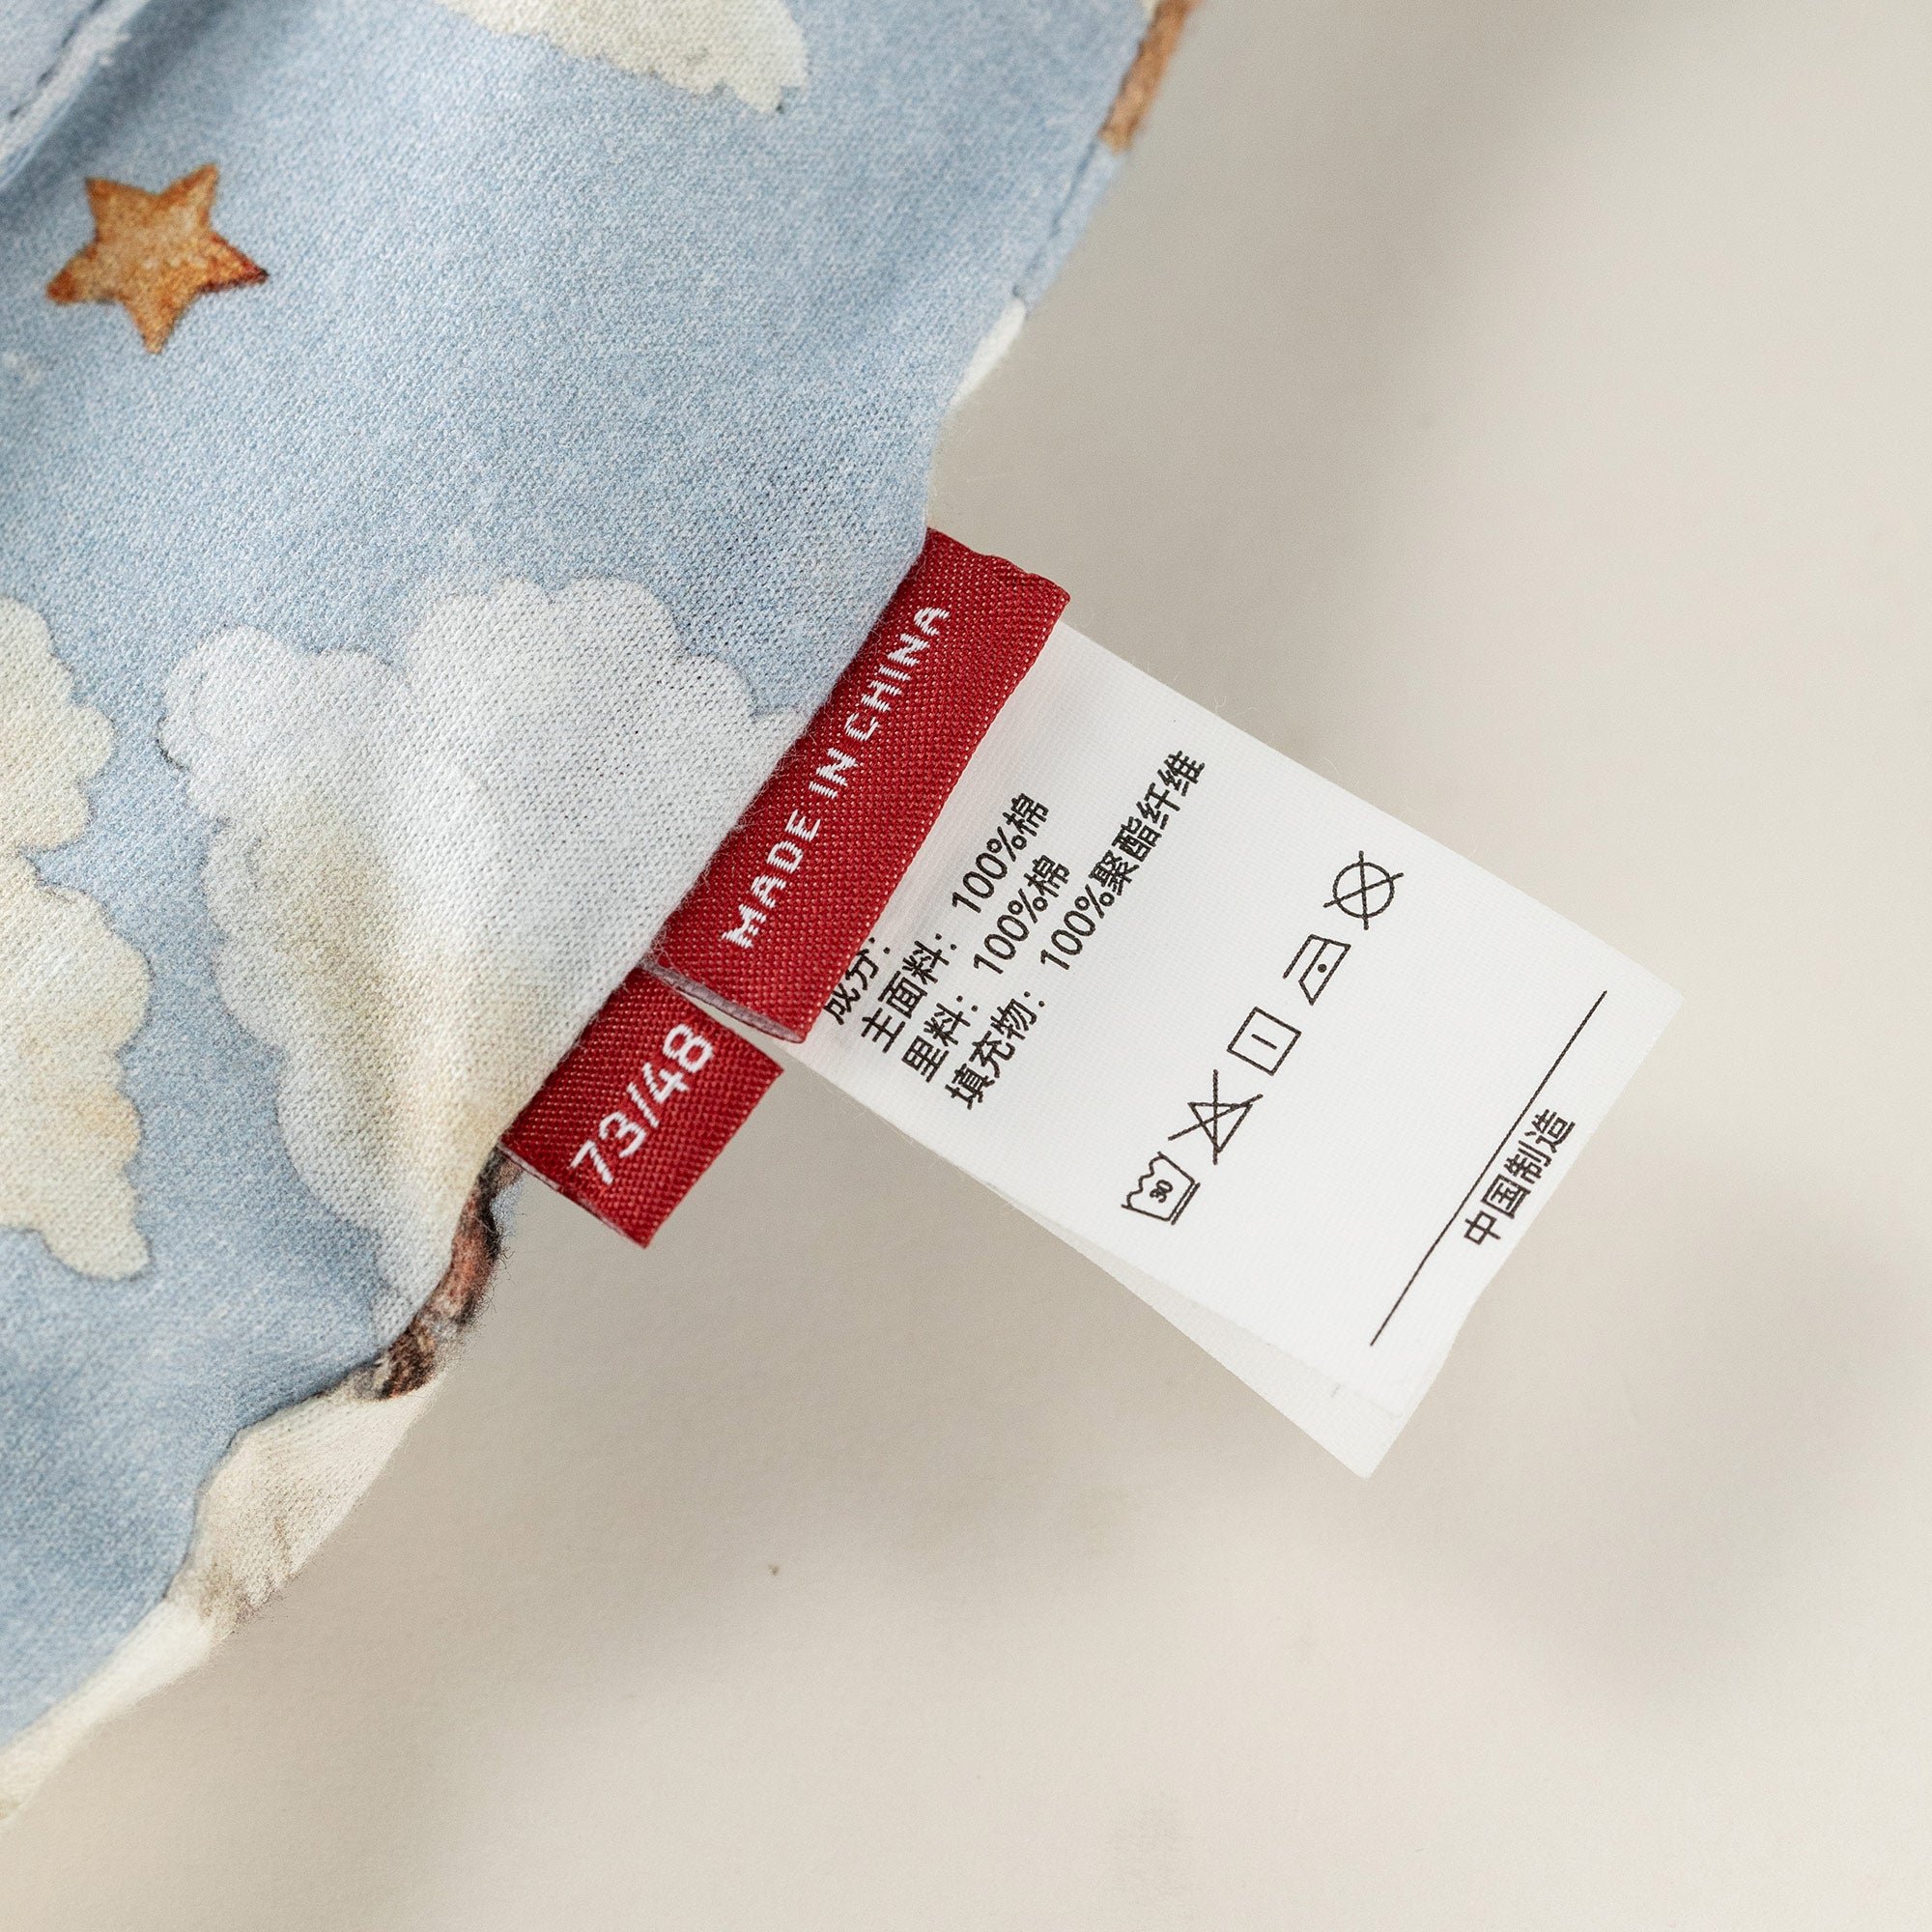 MADE IN CHINA
73/48
成分:
主面料: 100%棉
里料: 100%棉
填充物: 100%聚酯纤维
30
中国制造